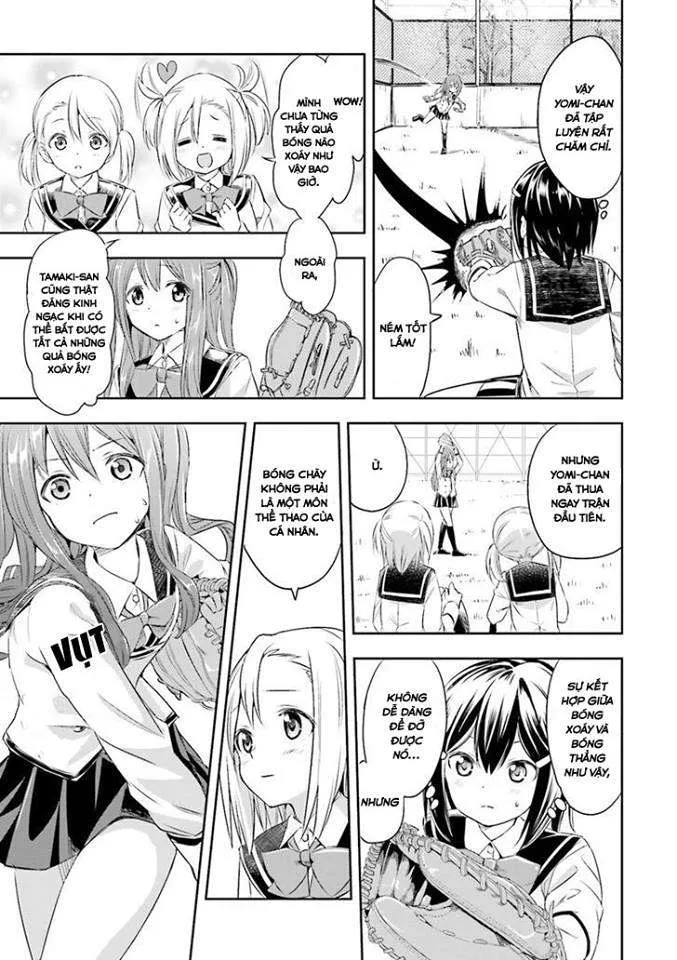 VẬY
YOMI-CHAN
ĐÃ TẬP
LUYỆN RẤT
CHĂM CHỈ.
NÉM TỐT
LẮM!
WOW!
MÌNH
CHƯA TỪNG
THẤY QUẢ
BÓNG NÀO
XOÁY NHƯ
VẬY BAO
GIỜ.
NGOÀI
RA,
TAMAKI-SAN
CŨNG THẬT
ĐÁNG KINH
NGẠC KHI CÓ
THỂ BẮT ĐƯỢC
TẤT CẢ NHỮNG
QUẢ BÓNG
XOÁY ẤY!
NHƯNG
YOMI-CHAN
ĐÃ THUA
NGAY TRẬN
ĐẦU TIÊN.
Ừ.
SỰ KẾT
HỢP GIỮA
BÓNG
XOÁY VÀ
BÓNG
THẲNG
NHƯ VẬY,
KHÔNG
DỄ DÀNG
ĐỂ ĐỠ
ĐƯỢC
NÓ...
NHƯNG
BÓNG CHÀY
KHÔNG PHẢI
LÀ MỘT MÔN
THỂ THAO CỦA
CÁ NHÂN.
VỤT